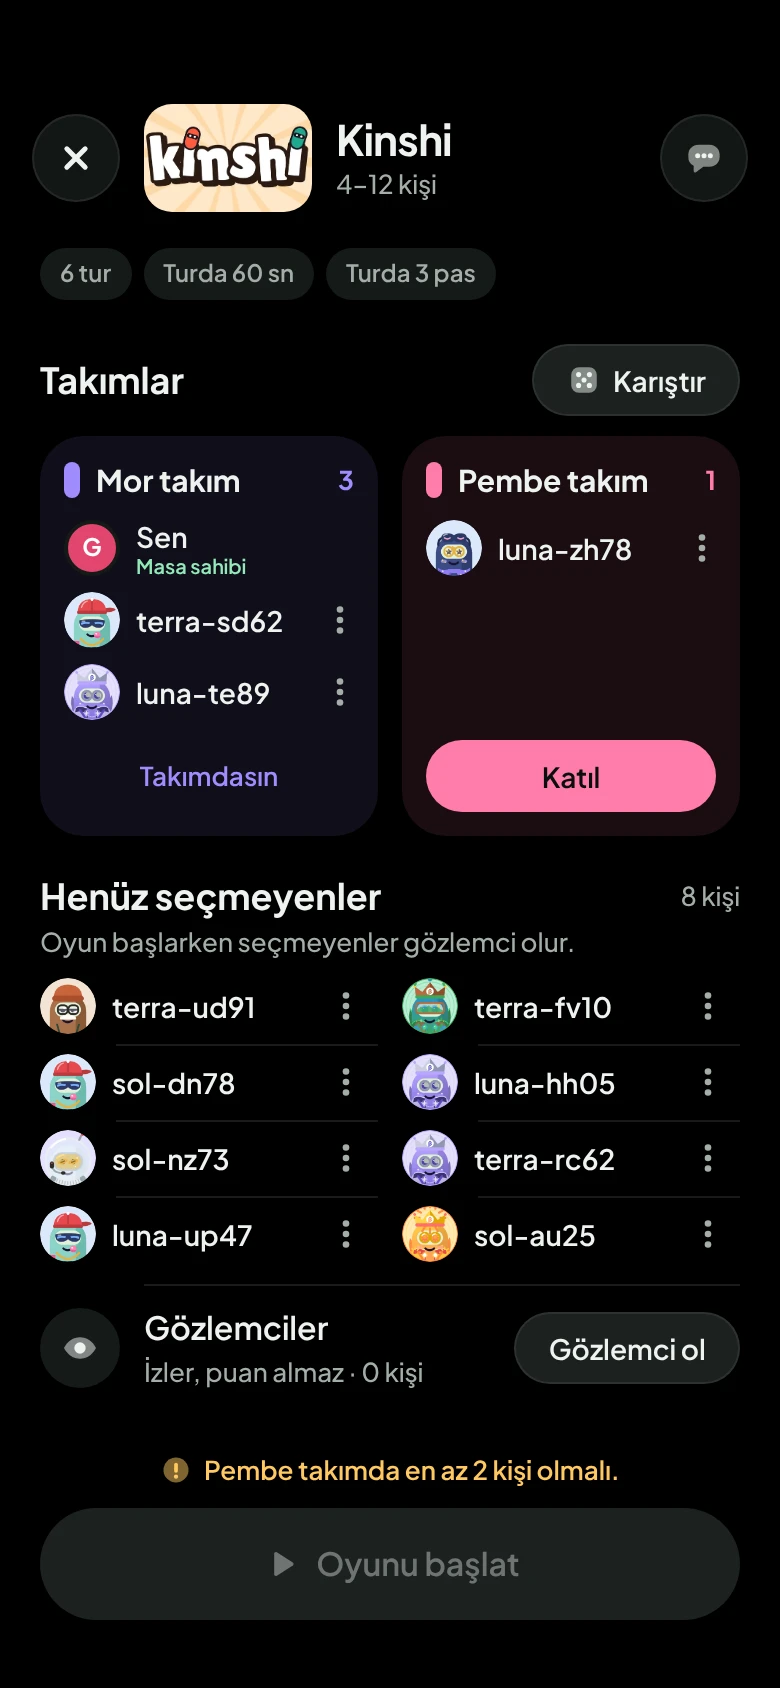 kinshi
Kinshi
4–12 kişi
6 tur
Turda 60 sn
Turda 3 pas
Takımlar
Karıştır
Mor takım
3
G
Sen
Masa sahibi
terra-sd62
luna-te89
Takımdasın
Pembe takım
1
luna-zh78
Katıl
Henüz seçmeyenler
8 kişi
Oyun başlarken seçmeyenler gözlemci olur.
terra-ud91
terra-fv10
sol-dn78
luna-hh05
sol-nz73
terra-rc62
luna-up47
sol-au25
Gözlemciler
İzler, puan almaz · 0 kişi
Gözlemci ol
Pembe takımda en az 2 kişi olmalı.
Oyunu başlat